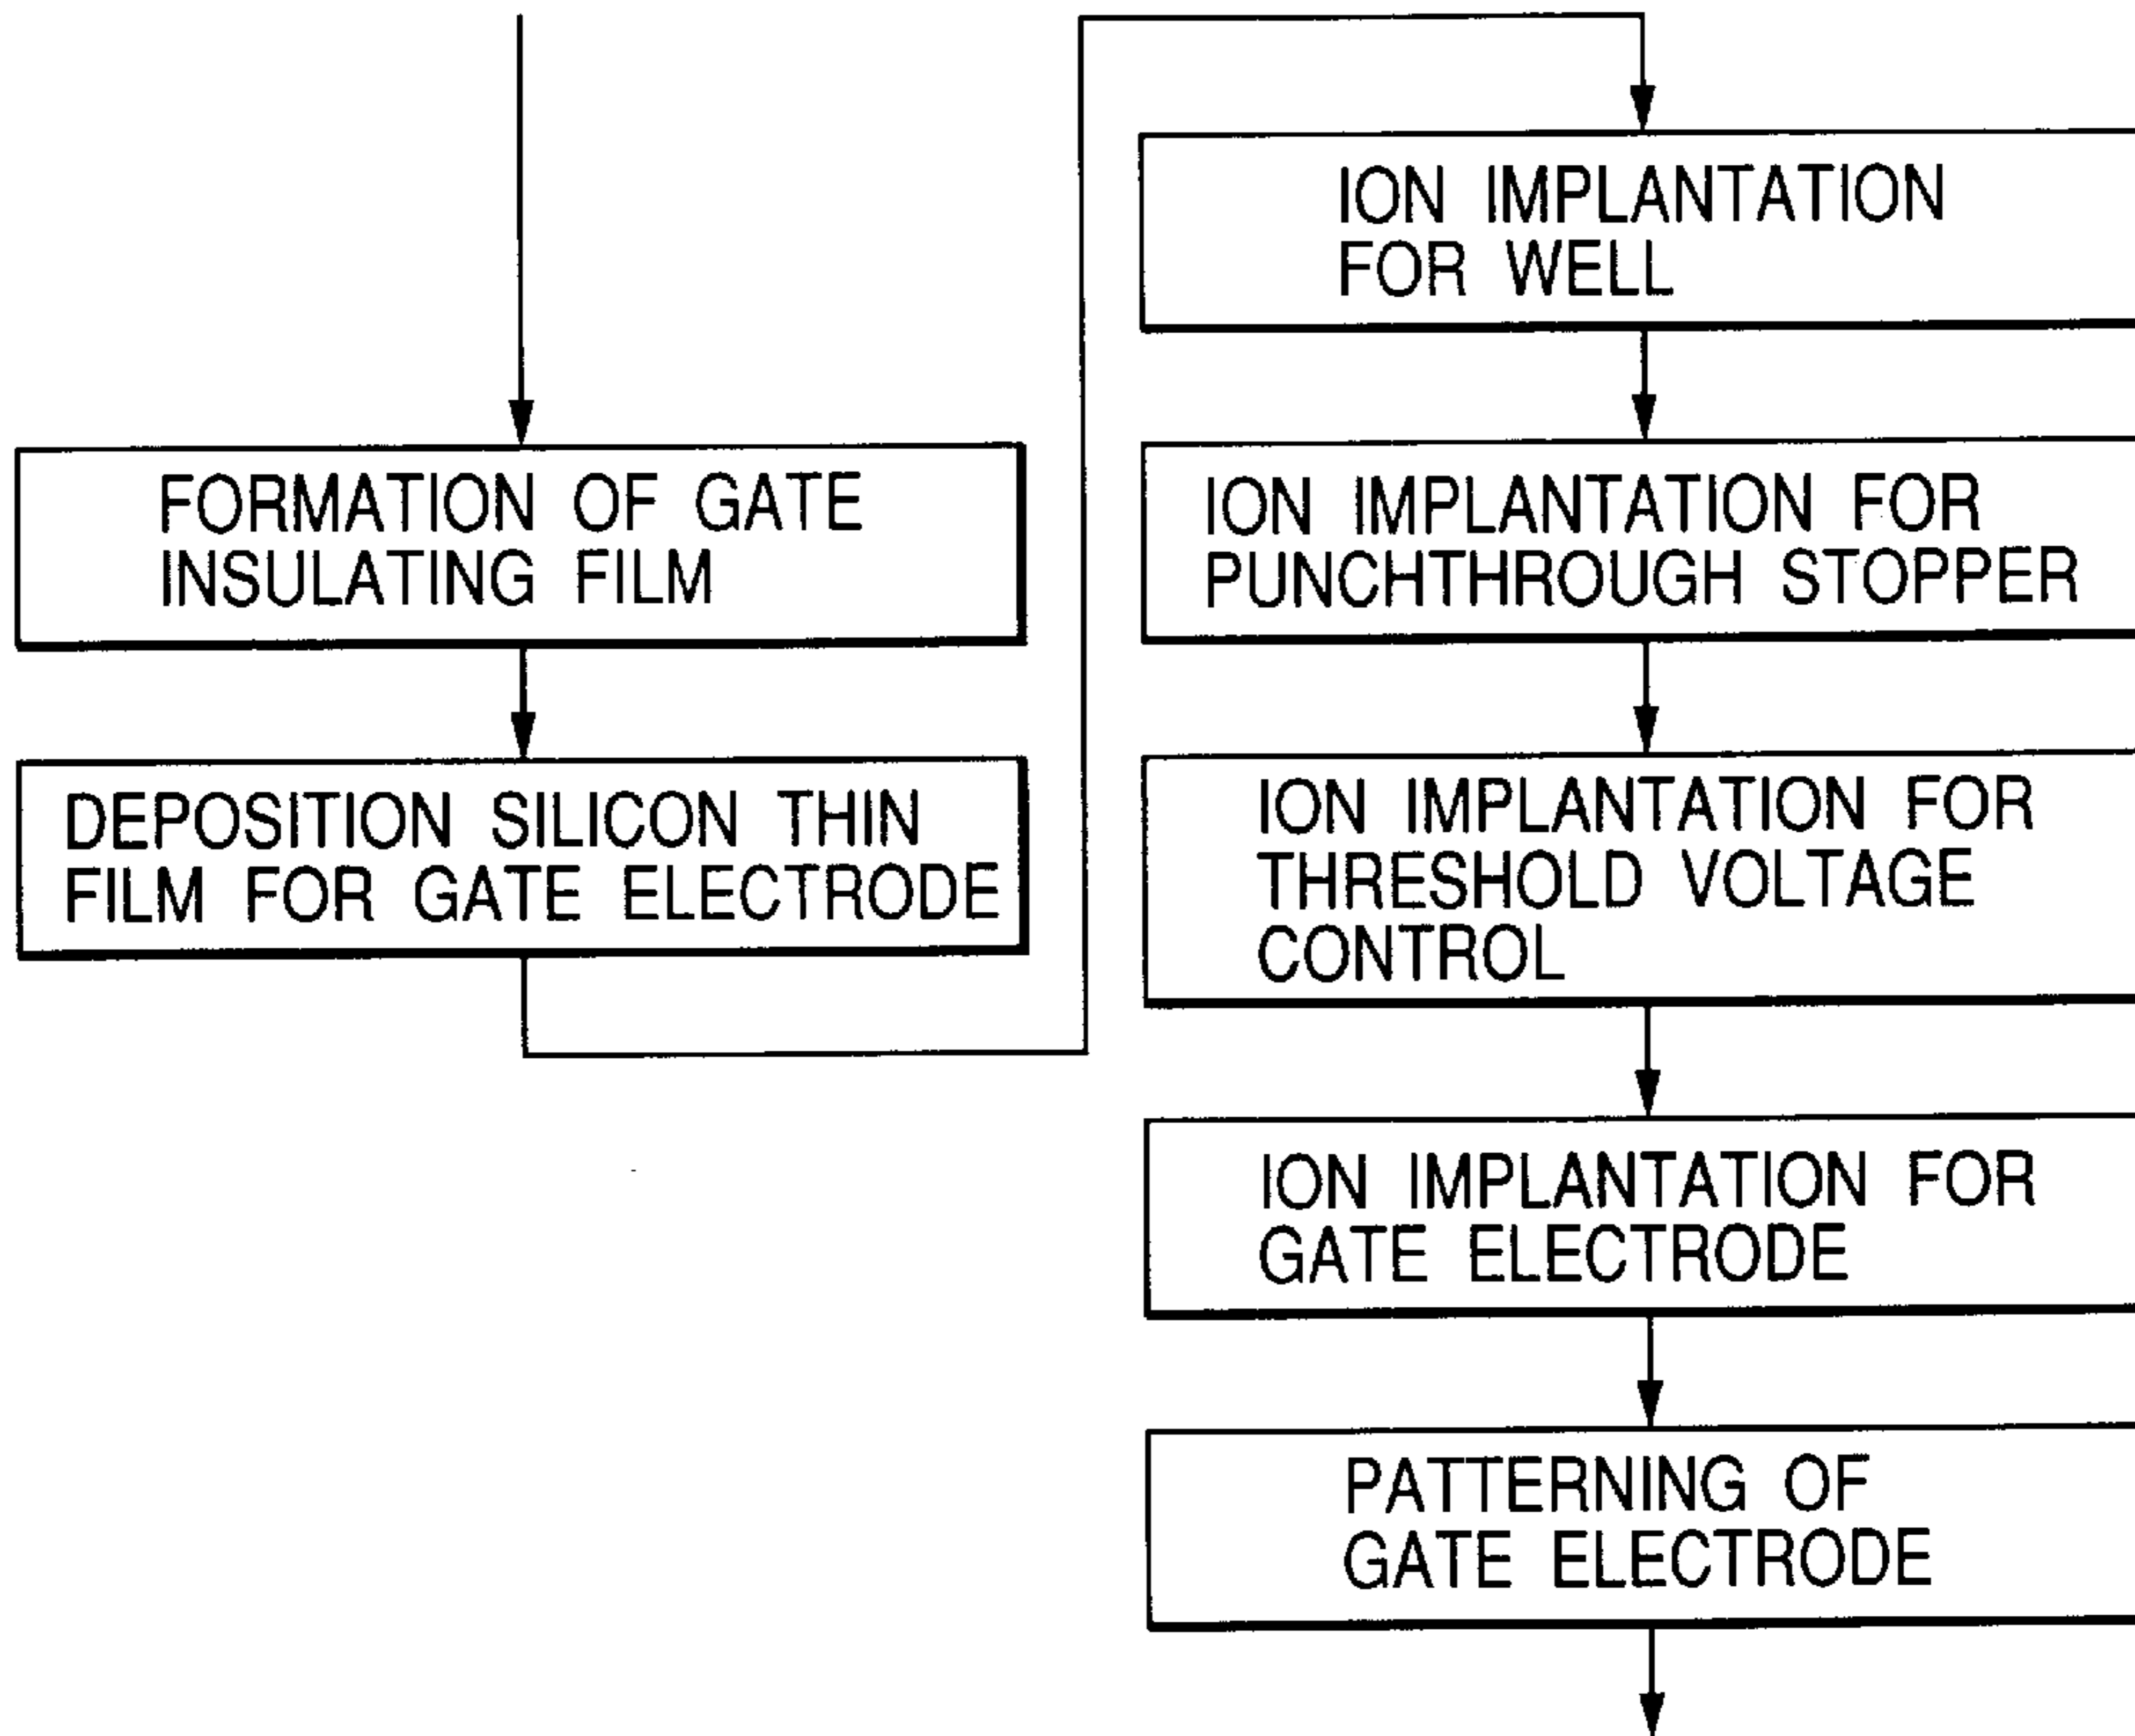 FORMATION OF GATE
INSULATING FILM
DEPOSITION SILICON THIN
FILM FOR GATE ELECTRODE
ION IMPLANTATION
FOR WELL
ION IMPLANTATION FOR
PUNCHTHROUGH STOPPER
ION IMPLANTATION FOR
THRESHOLD VOLTAGE
CONTROL
ION IMPLANTATION FOR
GATE ELECTRODE
PATTERNING OF
GATE ELECTRODE